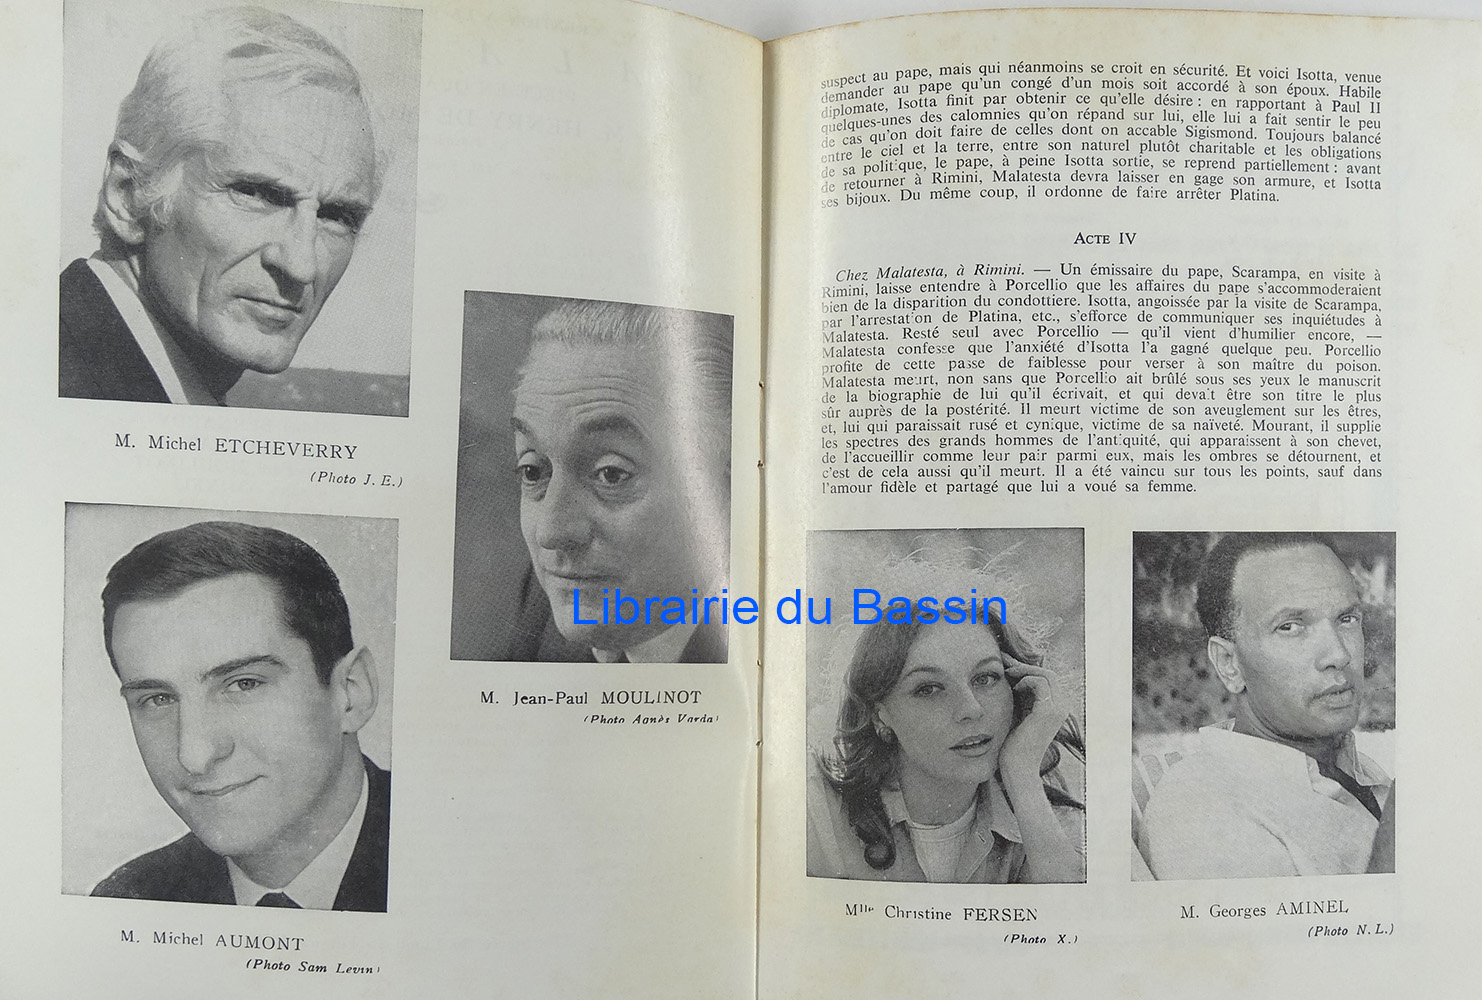 M. Michel ETCHEVERRY
(Photo J. E.)
M. Jean-Paul MOULINOT
(Photo Agnès Varda)
M. Michel AUMONT
(Photo Sam Levin)
suspect au pape, mais qui néanmoins se croit en sécurité. Et voici Isotta, venue
demander au pape qu'un congé d'un mois soit accordé à son époux. Habile
diplomate, Isotta finit par obtenir ce qu'elle désire : en rapportant à Paul II
quelques-unes des calomnies qu'on répand sur lui, elle lui a fait sentir le peu
de cas qu'on doit faire de celles dont on accable Sigismond. Toujours balancé
entre le ciel et la terre, entre son naturel plutôt charitable et les obligations
de sa politique, le pape, à peine Isotta sortie, se reprend partiellement : avant
de retourner à Rimini, Malatesta devra laisser en gage son armure, et Isotta
ses bijoux. Du même coup, il ordonne de faire arrêter Platina.
ACTE IV
Chez Malatesta, à Rimini. — Un émissaire du pape, Scarampa, en visite à
Rimini, laisse entendre à Porcellio que les affaires du pape s'accommoderaient
bien de la disparition du condottiere. Isotta, angoissée par la visite de Scarampa,
par l'arrestation de Platina, etc., s'efforce de communiquer ses inquiétudes à
Malatesta. Resté seul avec Porcellio — qu'il vient d'humilier encore, —
Malatesta confesse que l'anxiété d'Isotta l'a gagné quelque peu. Porcellio
profite de cette passe de faiblesse pour verser à son maître du poison.
Malatesta meurt, non sans que Porcellio ait brûlé sous ses yeux le manuscrit
de la biographie de lui qu'il écrivait, et qui devait être son titre le plus
sûr auprès de la postérité. Il meurt victime de son aveuglement sur les êtres,
et, lui qui paraissait rusé et cynique, victime de sa naïveté. Mourant, il supplie
les spectres des grands hommes de l'antiquité, qui apparaissent à son chevet,
de l'accueillir comme leur pair parmi eux, mais les ombres se détournent, et
c'est de cela aussi qu'il meurt. Il a été vaincu sur tous les points, sauf dans
l'amour fidèle et partagé que lui a voué sa femme.
Librairie du Bassin
Mlle Christine FERSEN
(Photo X.)
M. Georges AMINEL
(Photo N. L.)